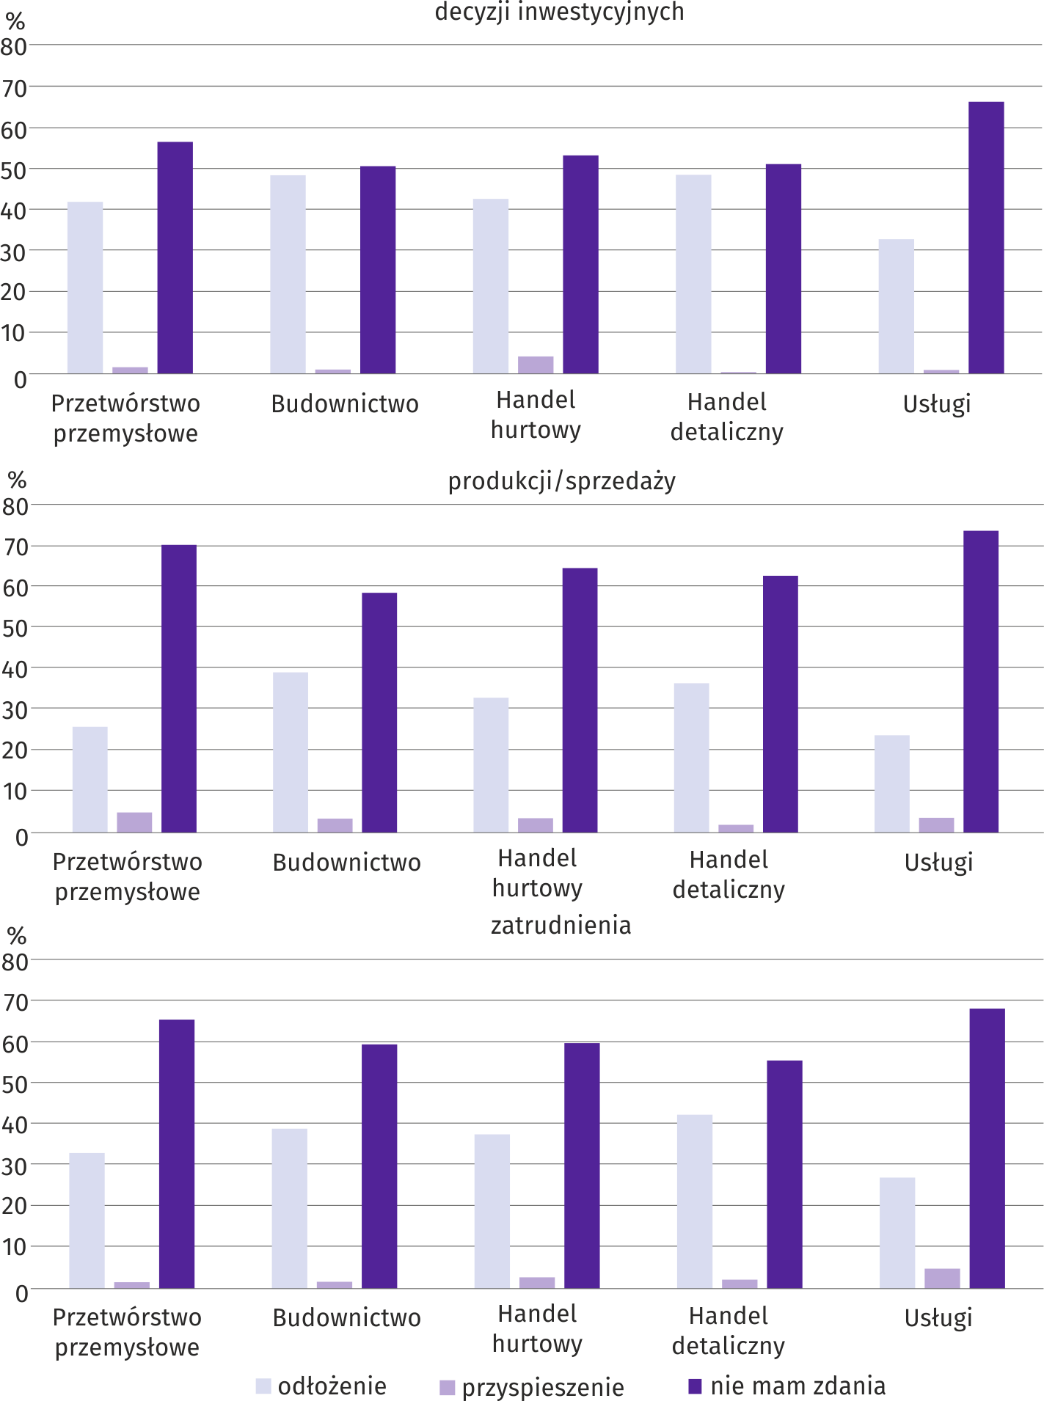 decyzji inwestycyjnych
%
80
70
60
50
40
30
20
10
0
Przetwórstwo
przemysłowe
Budownictwo
Handel
hurtowy
Handel
detaliczny
Usługi
produkcji/sprzedaży
%
80
70
60
50
40
30
20
10
0
Przetwórstwo
przemysłowe
Budownictwo
Handel
hurtowy
Handel
detaliczny
Usługi
zatrudnienia
%
80
70
60
50
40
30
20
10
0
Przetwórstwo
przemysłowe
Budownictwo
Handel
hurtowy
Handel
detaliczny
Usługi
odłożenie
przyspieszenie
nie mam zdania